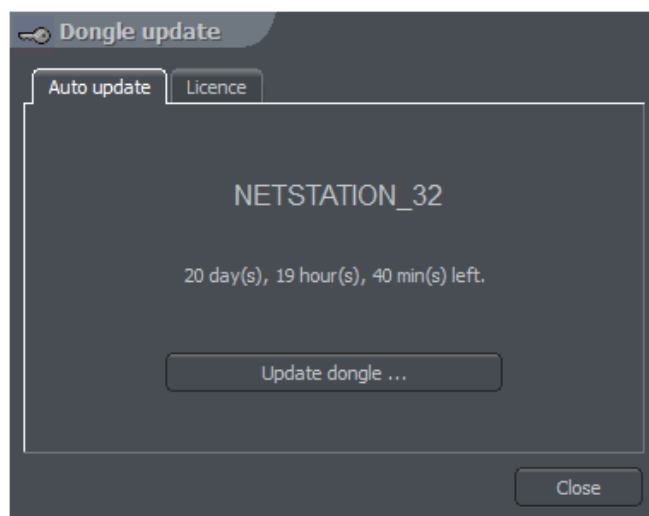 Dongle update
Auto update Licence
NETSTATION_32
20 day(s), 19 hour(s), 40 min(s) left.
Update dongle ...
Close